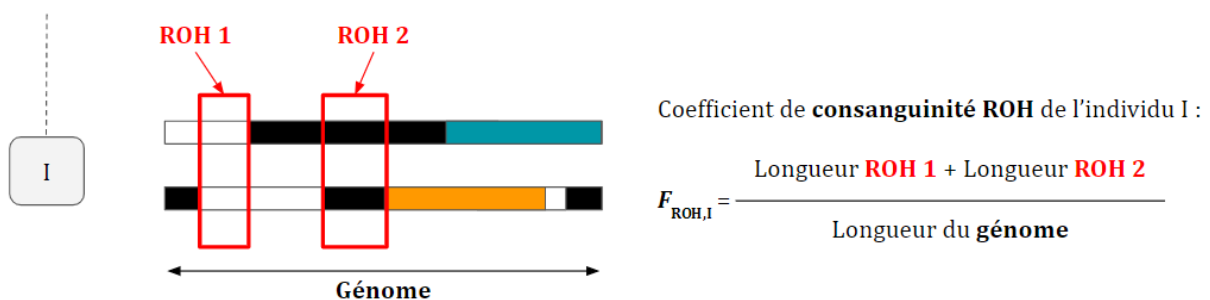 ROH 1 ROH 2
I
Génome
Coefficient de consanguinité ROH de l'individu I :
F ROH,I = Longueur ROH 1 + Longueur ROH 2
Longueur du génome